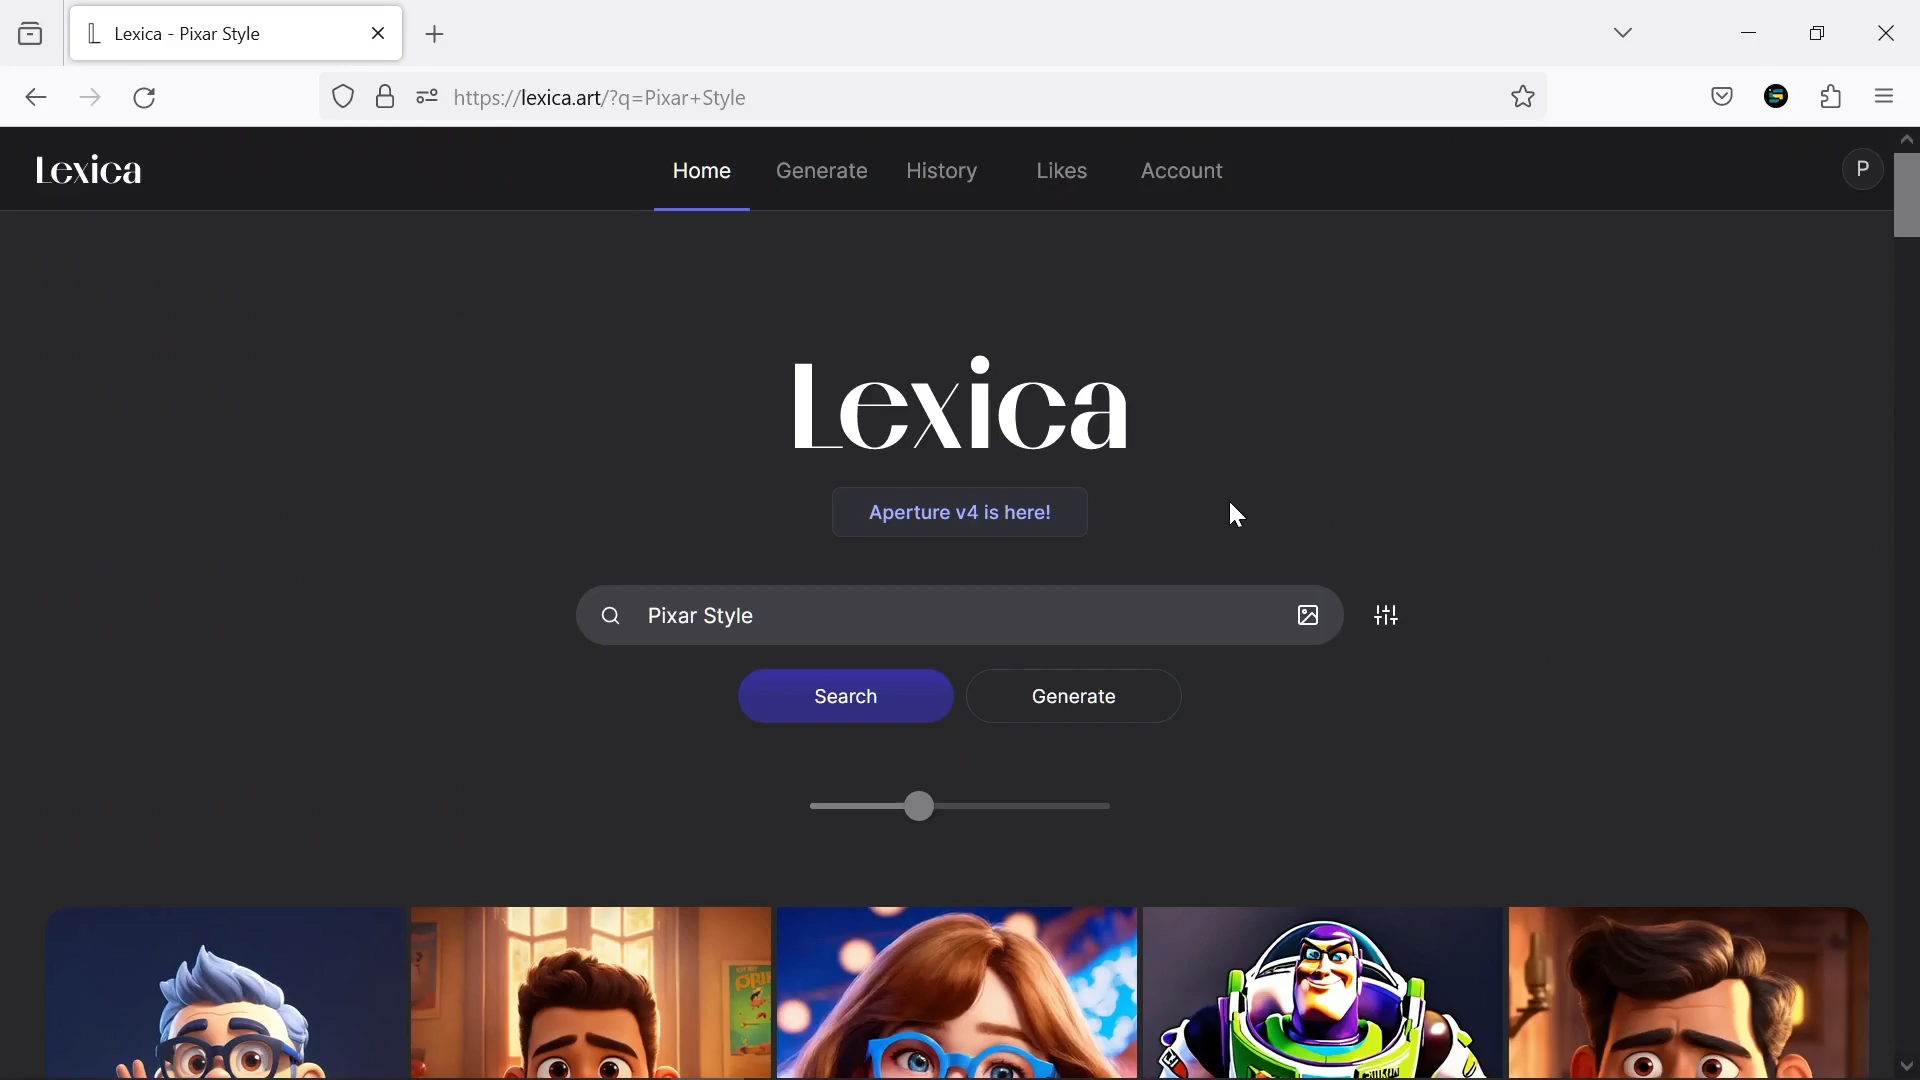 Lexica - Pixar Style
https://lexica.art/?q=Pixar+Style
Lexica
Home
Generate
History
Likes
Account
P
Lexica
Aperture v4 is here!
Pixar Style
Search
Generate